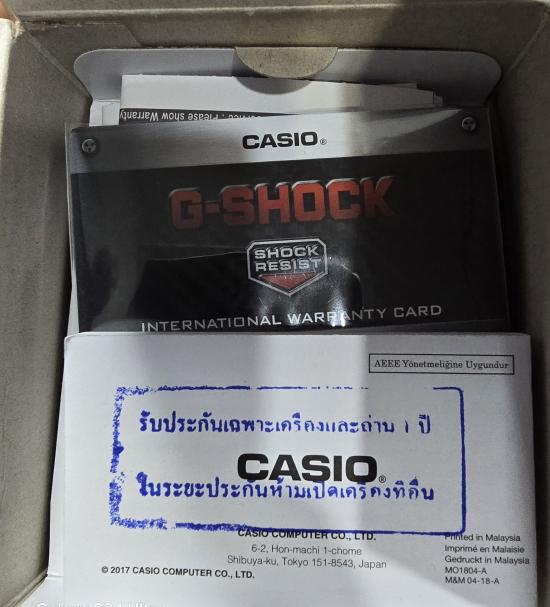 ervice. Please show Warranty
CASIO®
G-SHOCK
SHOCK
RESIST
INTERNATIONAL WARRANTY CARD
AEEE Yönetmeliğine Uygundur
รับประกันเฉพาะเครื่องและถ่าน 1 ปี
CASIO®
ในระยะประกันห้ามเปิดเครื่องที่อื่น
CASIO COMPUTER CO., LTD.
6-2, Hon-machi 1-chome
Shibuya-ku, Tokyo 151-8543, Japan
© 2017 CASIO COMPUTER CO., LTD.
Printed in Malaysia
Imprimé en Malaisie
Gedruckt in Malaysia
MO1804-A
M&M 04-18-A